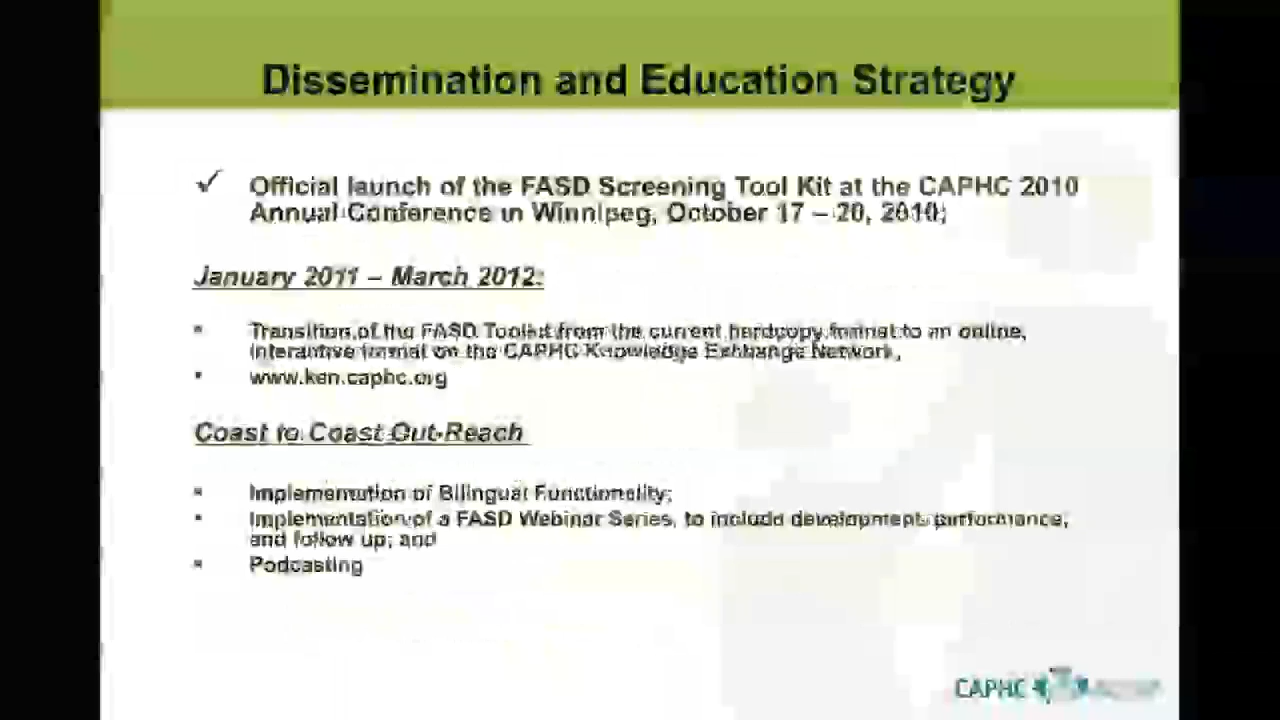 Dissemination and Education Strategy
✓ Official launch of the FASD Screening Tool Kit at the CAPHC 2010
Annual Conference in Winnipeg, October 17 – 20, 2010;
January 2011 – March 2012:
▪ Transition of the FASD Toolkit from the current hardcopy format to an online,
interactive format on the CAPHC Knowledge Exchange Network,
▪ www.ken.caphc.org
Coast to Coast Out-Reach
▪ Implementation of Bilingual Functionality;
▪ Implementation of a FASD Webinar Series, to include development, performance,
and follow up; and
▪ Podcasting
CAPHC